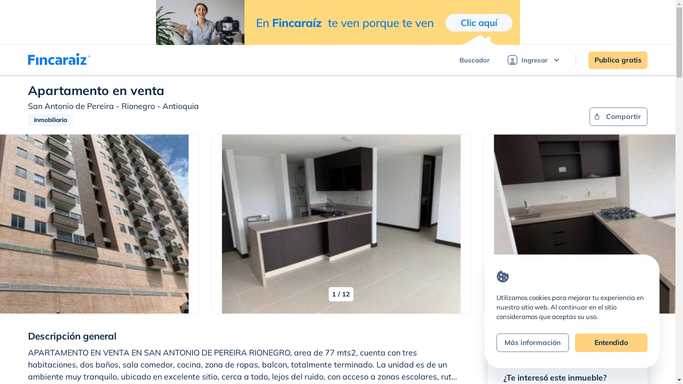 En Fincaraíz te ven porque te ven
Clic aquí
Fincaraiz
Buscador
Ingresar
Publica gratis
Apartamento en venta
San Antonio de Pereira - Rionegro - Antioquia
Inmobiliaria
Compartir
1 / 12
Utilizamos cookies para mejorar tu experiencia en
nuestro sitio web. Al continuar en el sitio
consideramos que aceptas su uso.
Más información
Entendido
Descripción general
APARTAMENTO EN VENTA EN SAN ANTONIO DE PEREIRA RIONEGRO, area de 77 mts2, cuenta con tres
habitaciones, dos baños, sala comedor, cocina, zona de ropas, balcon, totalmente terminado. La unidad es de un
ambiente muy tranquilo, ubicado en excelente sitio, cerca a todo, lejos del ruido, con acceso a zonas escolares, rut...
¿Te interesó este inmueble?